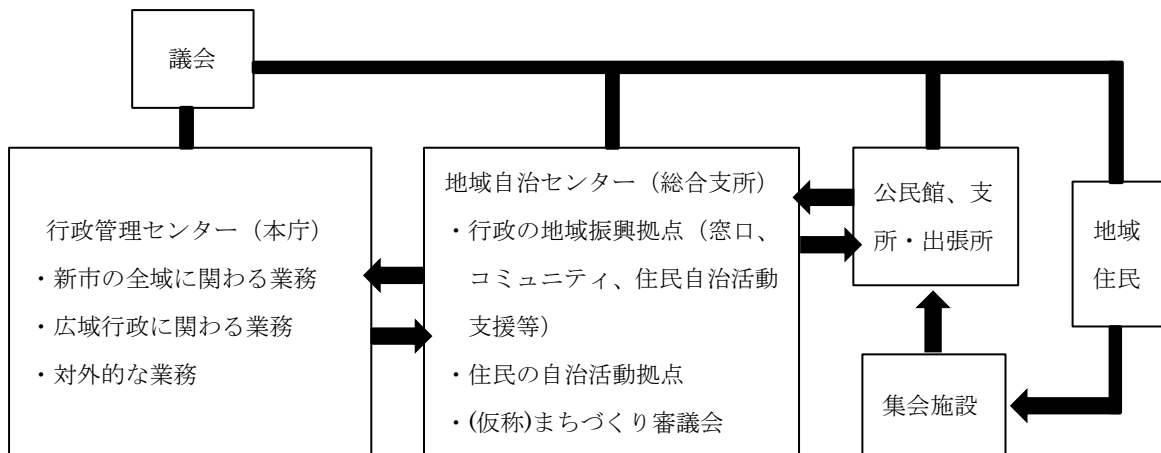 議会
行政管理センター（本庁）
・新市の全域に関わる業務
・広域行政に関わる業務
・対外的な業務
地域自治センター（総合支所）
・行政の地域振興拠点（窓口、
コミュニティ、住民自治活動
支援等）
・住民の自治活動拠点
・(仮称)まちづくり審議会
公民館、支
所・出張所
集会施設
地域
住民